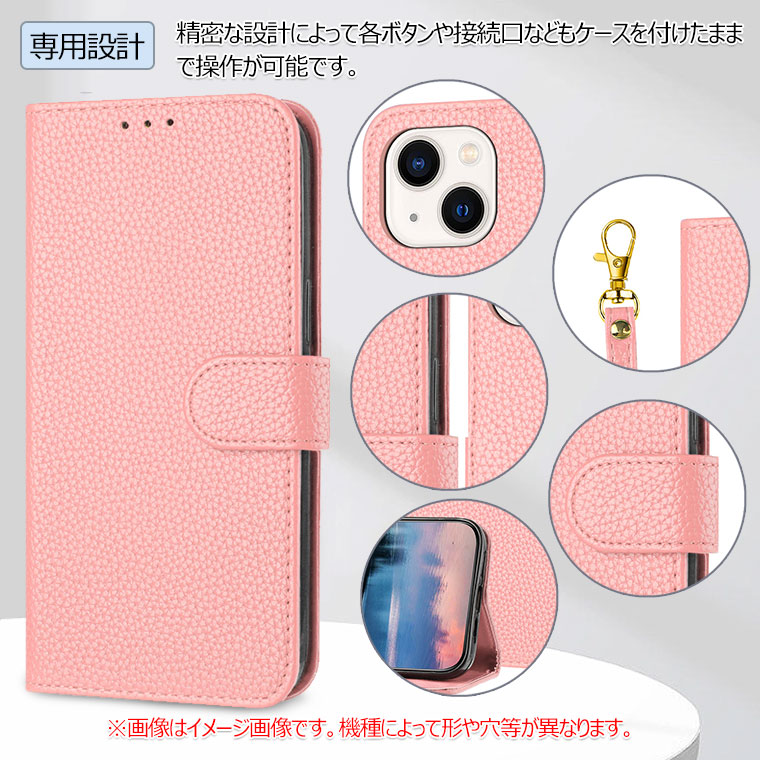 専用設計
精密な設計によって各ボタンや接続口などもケースを付けたまま
で操作が可能です。
※画像はイメージ画像です。機種によって形や穴等が異なります。